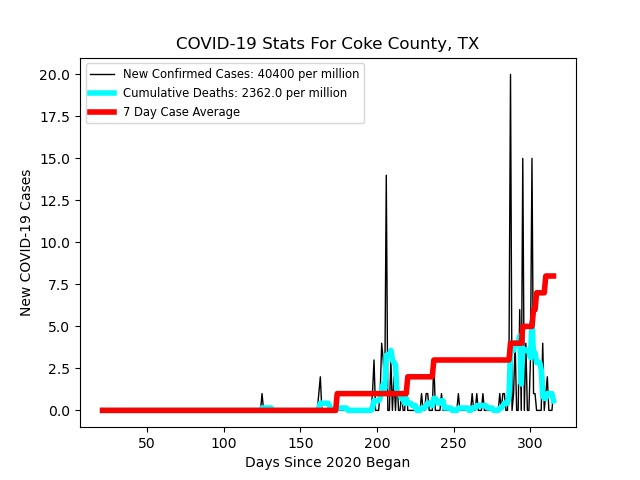 COVID-19 Stats For Coke County, TX
New Confirmed Cases: 40400 per million
Cumulative Deaths: 2362.0 per million
7 Day Case Average
20.0
17.5
15.0
12.5
10.0
7.5
5.0
2.5
0.0
New COVID-19 Cases
50 100 150 200 250 300
Days Since 2020 Began